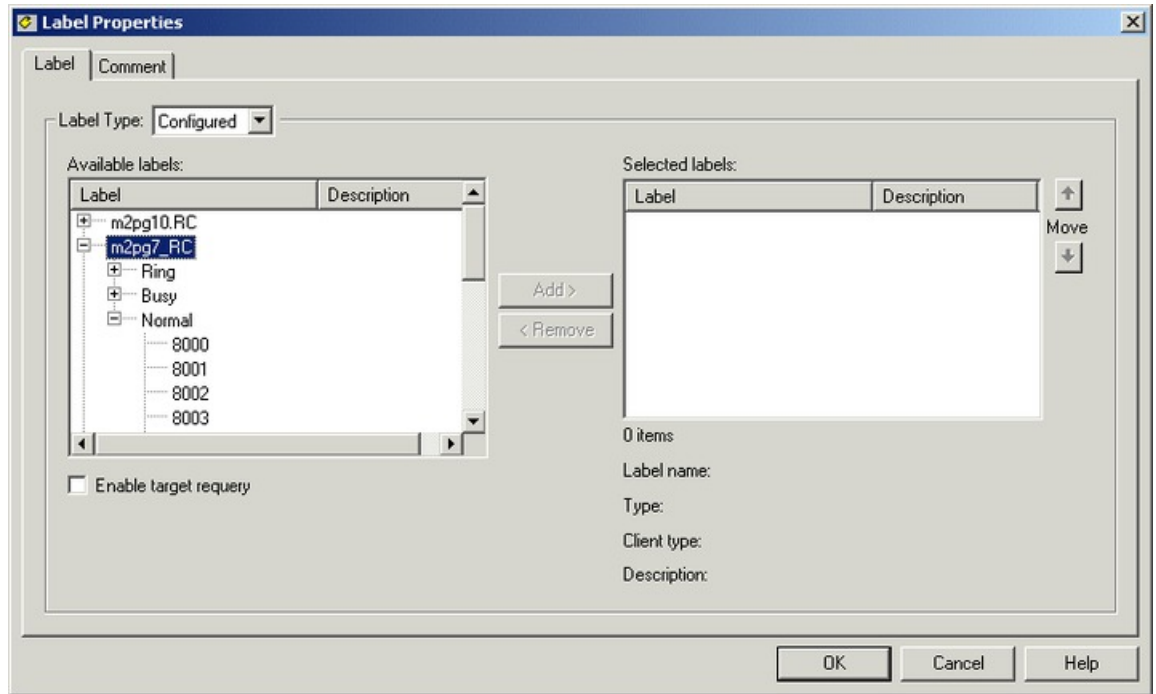 Label Properties
Label Comment
Label Type: Configured
Available labels:
Label Description
m2pg10.RC
m2pg7_RC
Ring
Busy
Normal
8000
8001
8002
8003
Enable target requery
Add >
< Remove
Selected labels:
Label Description
Move
0 items
Label name:
Type:
Client type:
Description:
OK Cancel Help